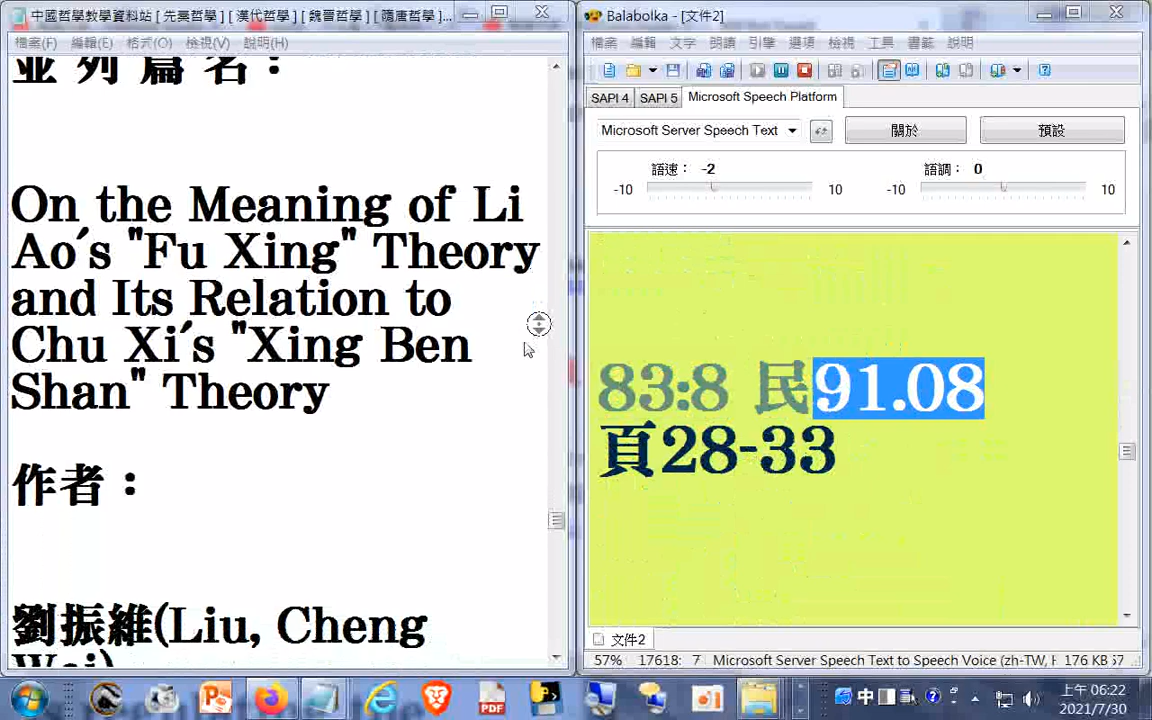 中國哲學教學資料站 [ 先秦哲學 ] [ 漢代哲學 ] [ 魏晉哲學 ] [ 隋唐哲學 ]...
檔案(F) 編輯(E) 格式(O) 檢視(V) 說明(H)
並 列 篇 名：
On the Meaning of Li
Ao's "Fu Xing" Theory
and Its Relation to
Chu Xi's "Xing Ben
Shan" Theory
作者：
劉振維(Liu, Cheng
Wei)
Balabolka - [文件2]
檔案 編輯 文字 朗讀 引擎 選項 檢視 工具 書籤 說明
SAPI 4 SAPI 5 Microsoft Speech Platform
Microsoft Server Speech Text 關於 預設
語速： -2 語調： 0
-10 10 -10 10
83:8 民91.08
頁28-33
文件2
57% 17618: 7 Microsoft Server Speech Text to Speech Voice (zh-TW, 176 KB
中
上午 06:22
2021/7/30